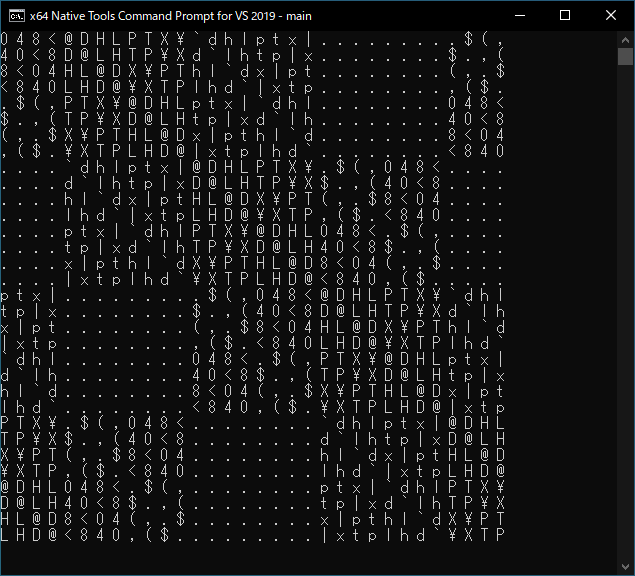 x64 Native Tools Command Prompt for VS 2019 - main
0 4 8 < @ D H L P T X ¥ ` d h l p t x | . . . . . . . . . $ ( ,
4 0 < 8 D @ L H T P ¥ X d ` l h t p | x . . . . . . . . $ . , (
8 < 0 4 H L @ D X ¥ P T h l ` d x | p t . . . . . . . . ( , . $
< 8 4 0 L H D @ ¥ X T P l h d ` | x t p . . . . . . . . , ( $ .
. $ ( , P T X ¥ @ D H L p t x | ` d h l . . . . . . . . 0 4 8 <
$ . , ( T P ¥ X D @ L H t p | x d ` l h . . . . . . . . 4 0 < 8
( , . $ X ¥ P T H L @ D x | p t h l ` d . . . . . . . . 8 < 0 4
, ( $ . ¥ X T P L H D @ | x t p l h d ` . . . . . . . . < 8 4 0
. . . . ` d h l p t x | @ D H L P T X ¥ . $ ( , 0 4 8 < . . . .
. . . . d ` l h t p | x D @ L H T P ¥ X $ . , ( 4 0 < 8 . . . .
. . . . h l ` d x | p t H L @ D X ¥ P T ( , . $ 8 < 0 4 . . . .
. . . . l h d ` | x t p L H D @ ¥ X T P , ( $ . < 8 4 0 . . . .
. . . . p t x | ` d h l P T X ¥ @ D H L 0 4 8 < . $ ( , . . . .
. . . . t p | x d ` l h T P ¥ X D @ L H 4 0 < 8 $ . , ( . . . .
. . . . x | p t h l ` d X ¥ P T H L @ D 8 < 0 4 ( , . $ . . . .
. . . . | x t p l h d ` ¥ X T P L H D @ < 8 4 0 , ( $ . . . . .
p t x | . . . . . . . . . $ ( , 0 4 8 < @ D H L P T X ¥ ` d h l
t p | x . . . . . . . . $ . , ( 4 0 < 8 D @ L H T P ¥ X d ` l h
x | p t . . . . . . . . ( , . $ 8 < 0 4 H L @ D X ¥ P T h l ` d
| x t p . . . . . . . . , ( $ . < 8 4 0 L H D @ ¥ X T P l h d `
` d h l . . . . . . . . 0 4 8 < . $ ( , P T X ¥ @ D H L p t x |
d ` l h . . . . . . . . 4 0 < 8 $ . , ( T P ¥ X D @ L H t p | x
h l ` d . . . . . . . . 8 < 0 4 ( , . $ X ¥ P T H L @ D x | p t
l h d ` . . . . . . . . < 8 4 0 , ( $ . ¥ X T P L H D @ | x t p
P T X ¥ . $ ( , 0 4 8 < . . . . . . . . ` d h l p t x | @ D H L
T P ¥ X $ . , ( 4 0 < 8 . . . . . . . . d ` l h t p | x D @ L H
X ¥ P T ( , . $ 8 < 0 4 . . . . . . . . h l ` d x | p t H L @ D
¥ X T P , ( $ . < 8 4 0 . . . . . . . . l h d ` | x t p L H D @
@ D H L 0 4 8 < . $ ( , . . . . . . . . p t x | ` d h l P T X ¥
D @ L H 4 0 < 8 $ . , ( . . . . . . . . t p | x d ` l h T P ¥ X
H L @ D 8 < 0 4 ( , . $ . . . . . . . . x | p t h l ` d X ¥ P T
L H D @ < 8 4 0 , ( $ . . . . . . . . . | x t p l h d ` ¥ X T P